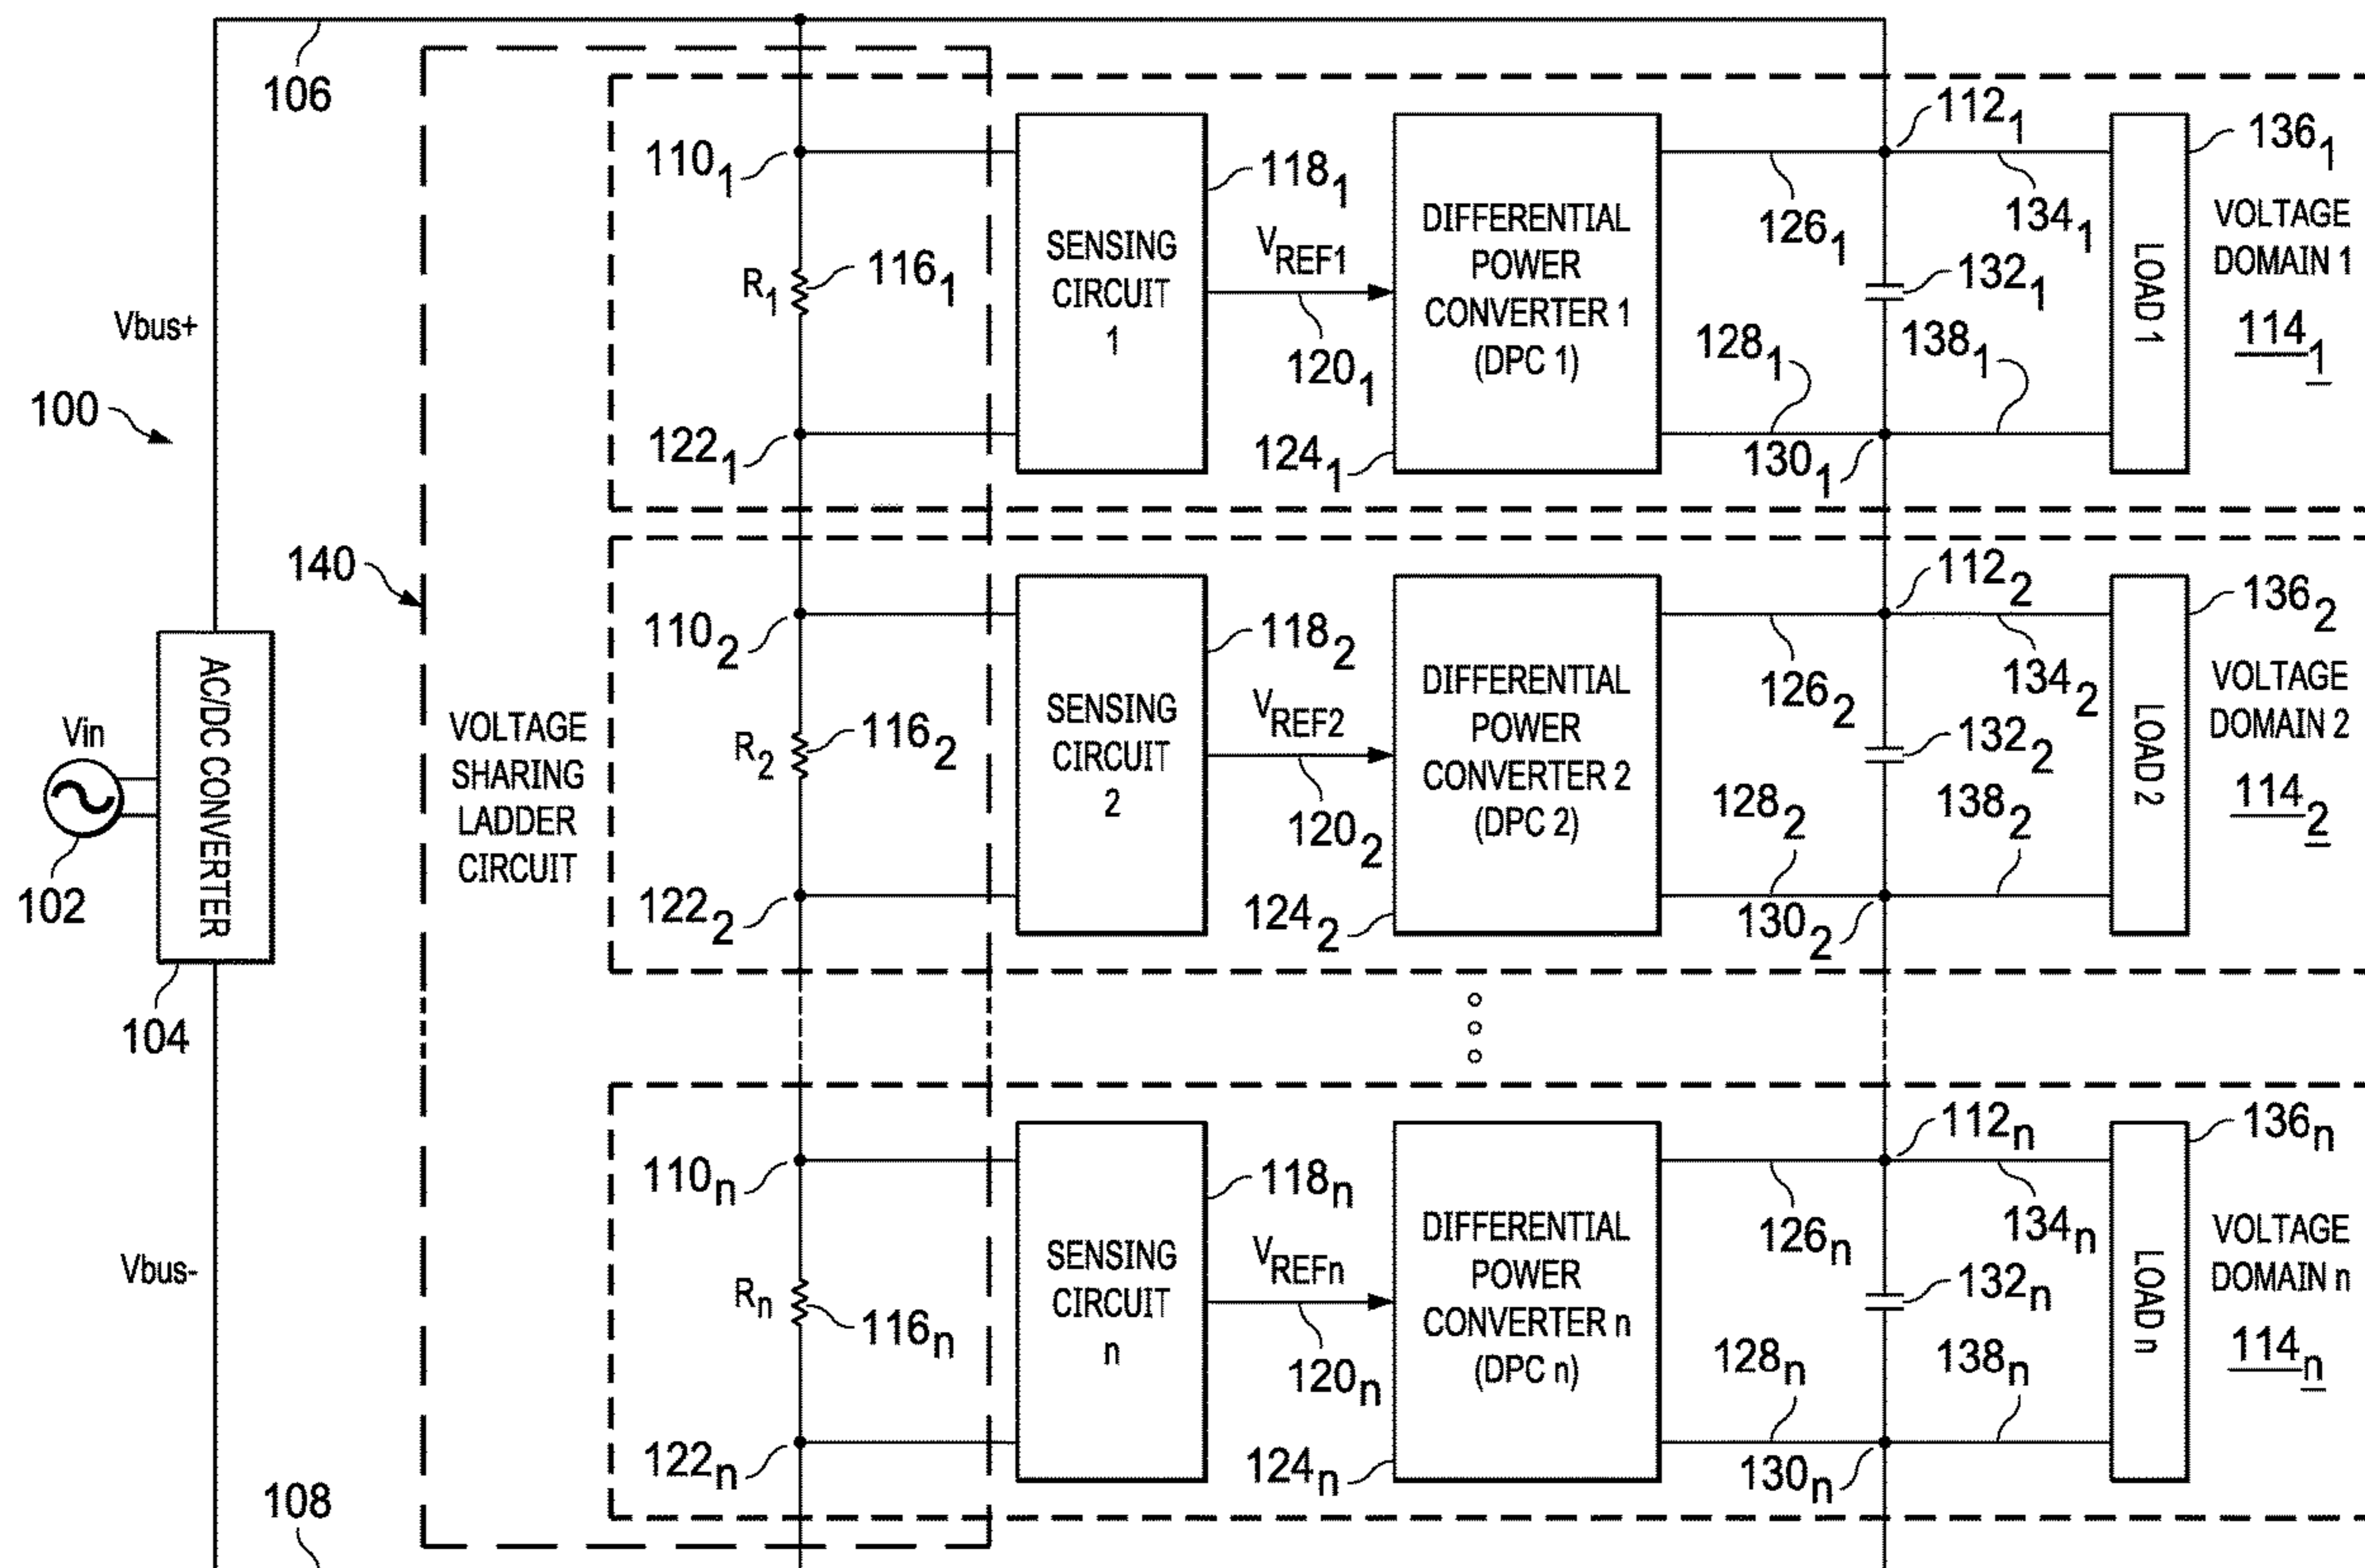 106
Vbus+
100
102
Vin
AC/DC CONVERTER
104
Vbus-
108
140
VOLTAGE
SHARING
LADDER
CIRCUIT
110₁
R₁
116₁
122₁
SENSING
CIRCUIT
1
118₁
V_REF1
120₁
124₁
DIFFERENTIAL
POWER
CONVERTER 1
(DPC 1)
126₁
128₁
130₁
112₁
132₁
134₁
138₁
LOAD 1
136₁
VOLTAGE
DOMAIN 1
114₁
110₂
R₂
116₂
122₂
SENSING
CIRCUIT
2
118₂
V_REF2
120₂
124₂
DIFFERENTIAL
POWER
CONVERTER 2
(DPC 2)
126₂
128₂
130₂
112₂
132₂
134₂
138₂
LOAD 2
136₂
VOLTAGE
DOMAIN 2
114₂
110ₙ
Rₙ
116ₙ
122ₙ
SENSING
CIRCUIT
n
118ₙ
V_REFn
120ₙ
124ₙ
DIFFERENTIAL
POWER
CONVERTER n
(DPC n)
126ₙ
128ₙ
130ₙ
112ₙ
132ₙ
134ₙ
138ₙ
LOAD n
136ₙ
VOLTAGE
DOMAIN n
114ₙ